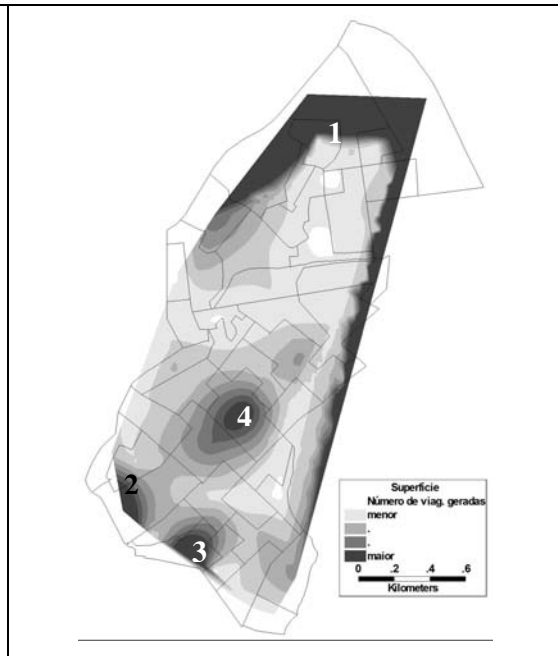 1
4
2
3
Superfície
Número de viag. geradas
menor
.
.
maior
0 .2 .4 .6
Kilometers